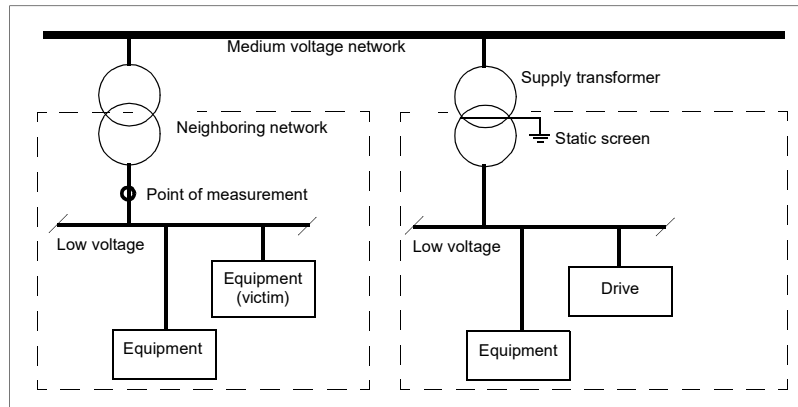 Medium voltage network
Supply transformer
Neighboring network
Static screen
Point of measurement
Low voltage
Low voltage
Equipment
(victim)
Drive
Equipment
Equipment